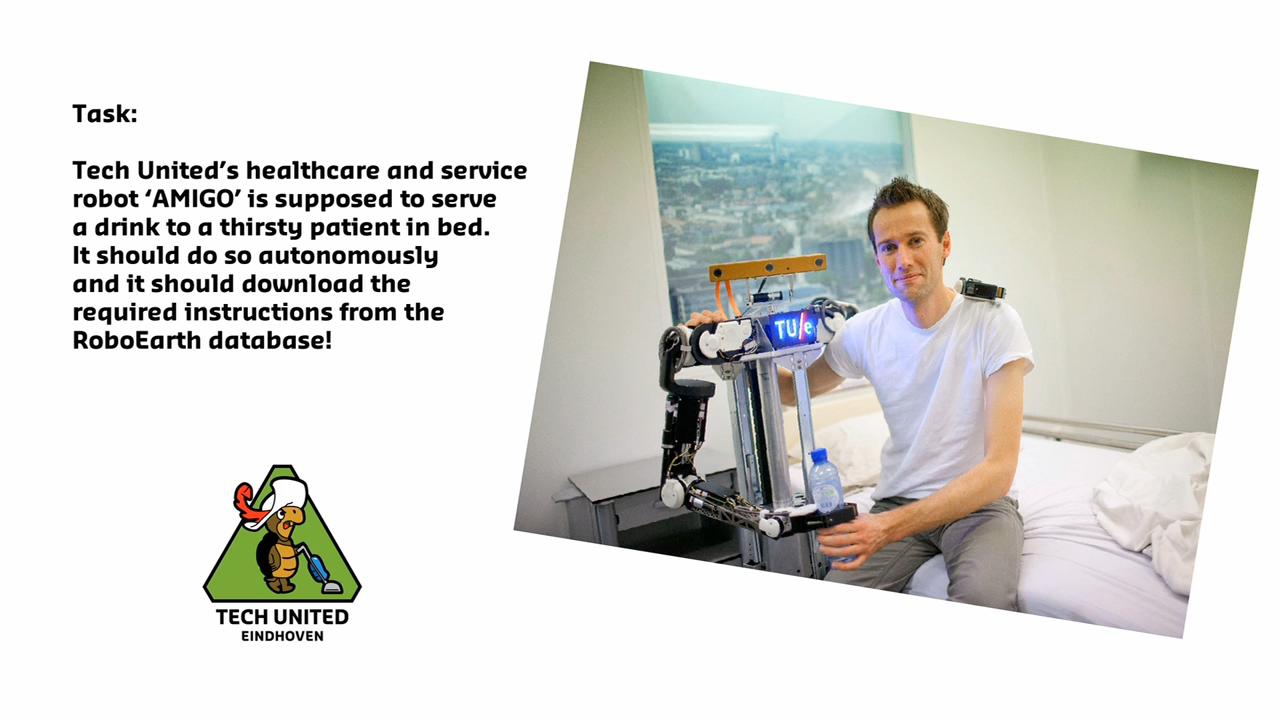 Task:
Tech United’s healthcare and service
robot ‘AMIGO’ is supposed to serve
a drink to a thirsty patient in bed.
It should do so autonomously
and it should download the
required instructions from the
RoboEarth database!
TU/e
TECH UNITED
EINDHOVEN